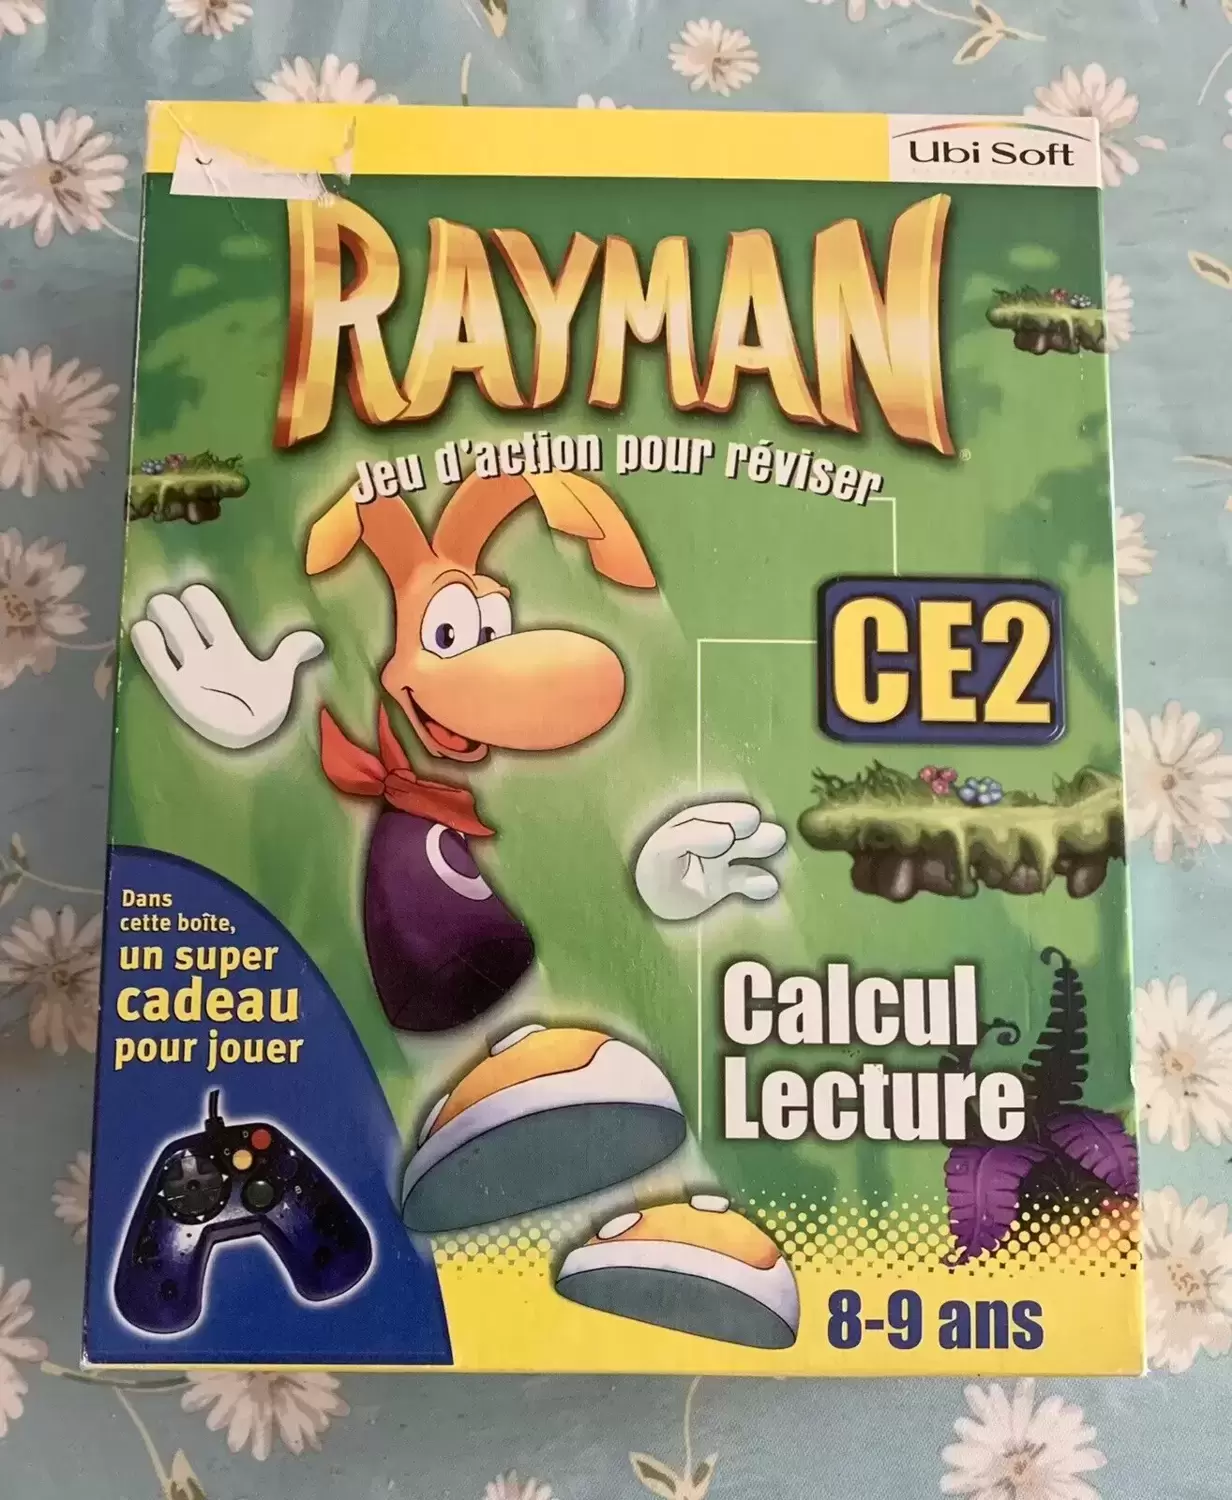 Ubi Soft
RAYMAN
Jeu d'action pour réviser
CE2
Dans
cette boîte,
un super
cadeau
pour jouer
Calcul
Lecture
8-9 ans